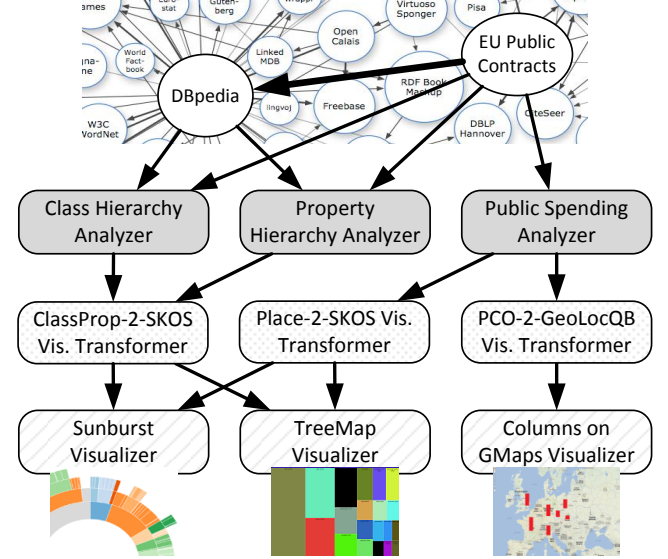 ames
stat
Guten-
berg
Virtuoso
Sponger
Pisa
Open
Calais
EU Public
Contracts
World
Fact-
book
Linked
MDB
gna-
ne
DBpedia
lingvoj
Freebase
RDF Book
Mashup
W3C
WordNet
DBLP
Hannover
CiteSeer
Class Hierarchy
Analyzer
Property
Hierarchy Analyzer
Public Spending
Analyzer
ClassProp-2-SKOS
Vis. Transformer
Place-2-SKOS Vis.
Transformer
PCO-2-GeoLocQB
Vis. Transformer
Sunburst
Visualizer
TreeMap
Visualizer
Columns on
GMaps Visualizer